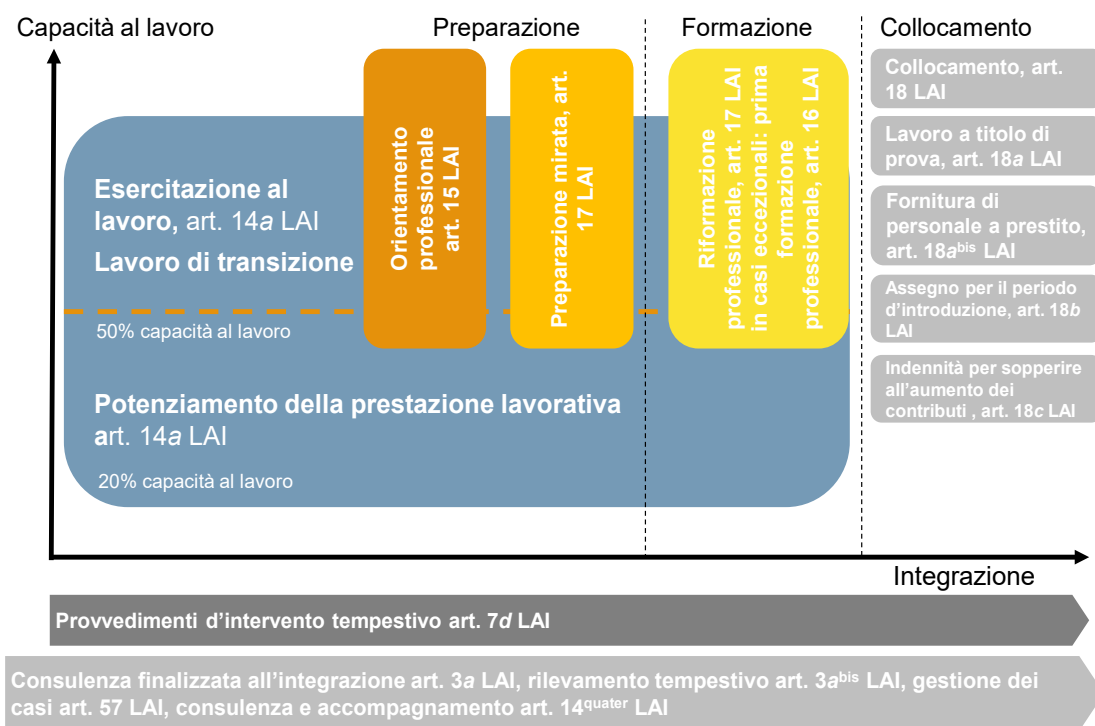 Capacità al lavoro
Preparazione
Formazione
Collocamento
Esercitazione al
lavoro, art. 14a LAI
Lavoro di transizione
50% capacità al lavoro
Potenziamento della prestazione lavorativa
art. 14a LAI
20% capacità al lavoro
Orientamento
professionale
art. 15 LAI
Preparazione mirata, art.
17 LAI
Riformazione
professionale, art. 17 LAI
in casi eccezionali: prima
formazione
professionale, art. 16 LAI
Collocamento, art.
18 LAI
Lavoro a titolo di
prova, art. 18a LAI
Fornitura di
personale a prestito,
art. 18a^bis LAI
Assegno per il periodo
d’introduzione, art. 18b
LAI
Indennità per sopperire
all’aumento dei
contributi , art. 18c LAI
Integrazione
Provvedimenti d’intervento tempestivo art. 7d LAI
Consulenza finalizzata all’integrazione art. 3a LAI, rilevamento tempestivo art. 3a^bis LAI, gestione dei
casi art. 57 LAI, consulenza e accompagnamento art. 14^quater LAI